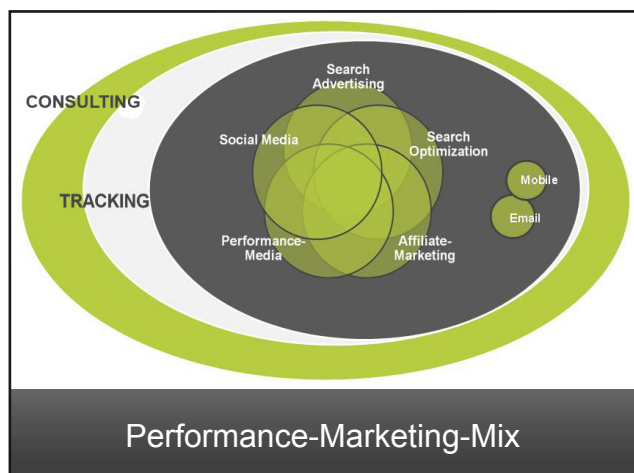 CONSULTING
TRACKING
Search
Advertising
Social Media
Search
Optimization
Mobile
Email
Performance-
Media
Affiliate-
Marketing
Performance-Marketing-Mix